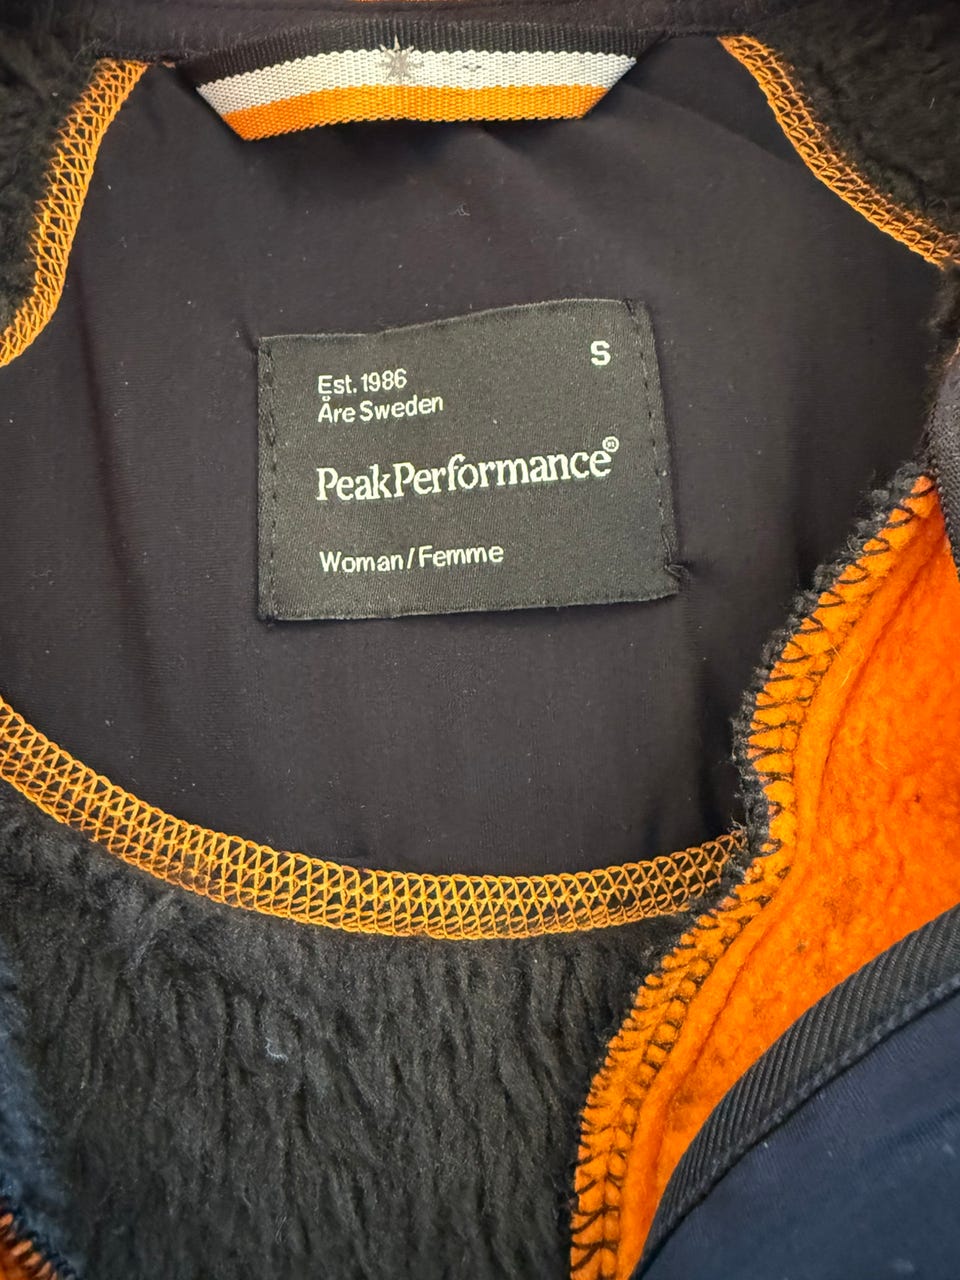 S
Est. 1986
Åre Sweden
PeakPerformance®
Woman/Femme